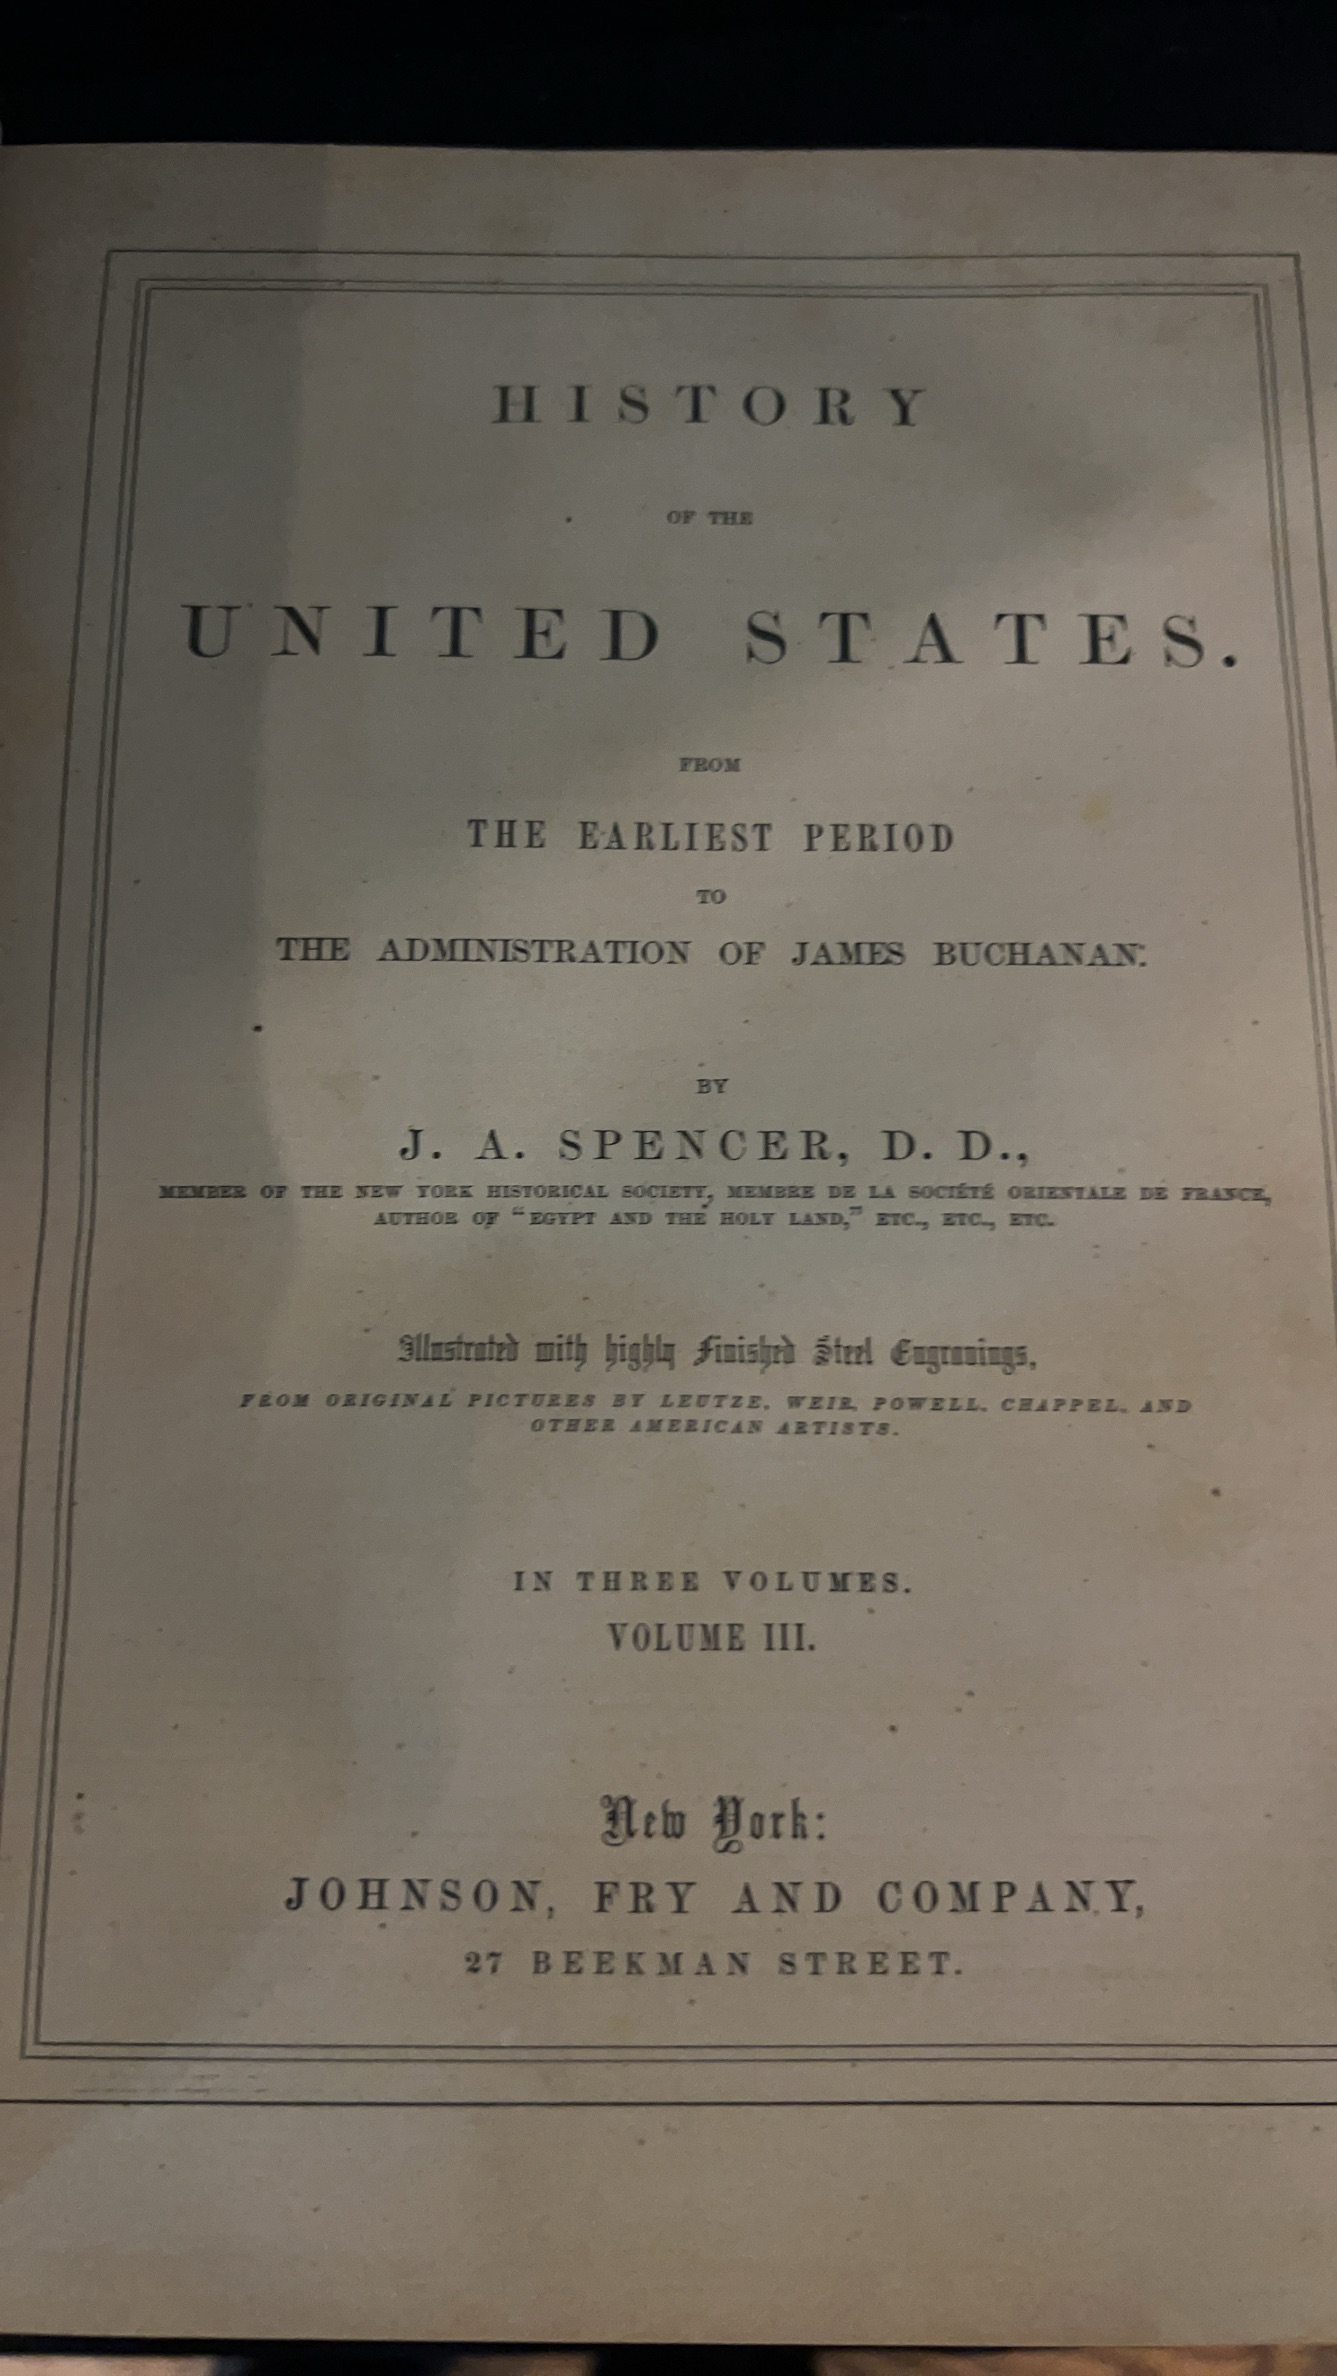 HISTORY
OF THE
UNITED STATES.
FROM
THE EARLIEST PERIOD
TO
THE ADMINISTRATION OF JAMES BUCHANAN.
BY
J. A. SPENCER, D. D.,
MEMBER OF THE NEW YORK HISTORICAL SOCIETY, MEMBRE DE LA SOCIÉTÉ ORIENTALE DE FRANCE,
AUTHOR OF "EGYPT AND THE HOLY LAND," ETC., ETC., ETC.
Illustrated with highly Finished Steel Engravings,
FROM ORIGINAL PICTURES BY LEUTZE, WEIR, POWELL, CHAPPEL, AND
OTHER AMERICAN ARTISTS.
IN THREE VOLUMES.
VOLUME III.
New York:
JOHNSON, FRY AND COMPANY,
27 BEEKMAN STREET.